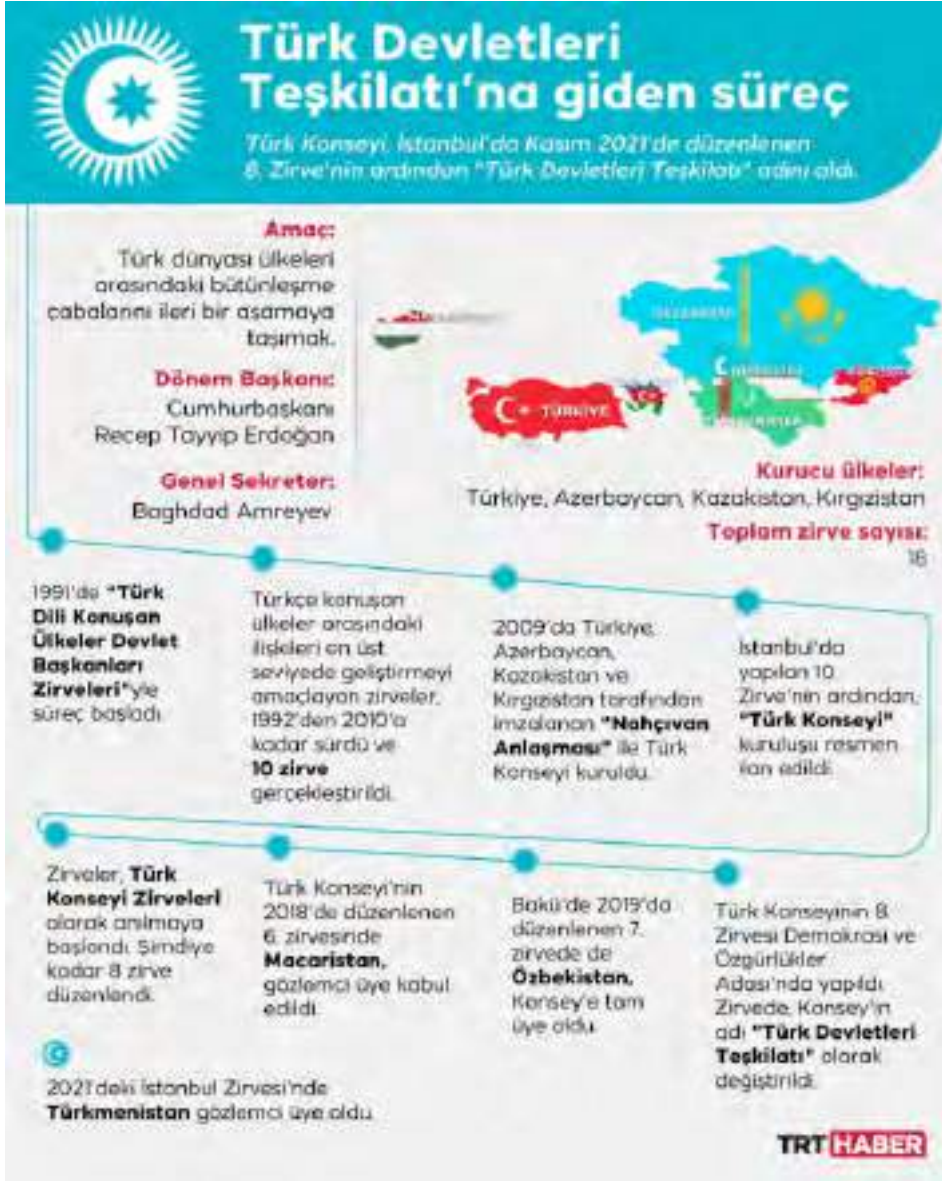 Türk Devletleri
Teşkilatı'na giden süreç
Türk Konseyi, İstanbul'da Kasım 2021'de düzenlenen
8. Zirve'nin ardından "Türk Devletleri Teşkilatı" adını aldı.
Amaç:
Türk dünyası ülkeleri
arasındaki bütünleşme
çabalarını ileri bir aşamaya
taşımak.
Dönem Başkanı:
Cumhurbaşkanı
Recep Tayyip Erdoğan
Genel Sekreter:
Baghdad Amreyev
TÜRKİYE
Kurucu ülkeler:
Türkiye, Azerbaycan, Kazakistan, Kırgızistan
Toplam zirve sayısı:
1991'de "Türk
Dili Konuşan
Ülkeler Devlet
Başkanları
Zirveleri"yle
süreç başladı.
Türkçe konuşan
ülkeler arasındaki
ilişkileri en üst
seviyede geliştirmeyi
amaçlayan zirveler,
1992'den 2010'a
kadar sürdü ve
10 zirve
gerçekleştirildi.
2009'da Türkiye,
Azerbaycan,
Kazakistan ve
Kırgızistan tarafından
imzalanan "Nahçıvan
Anlaşması" ile Türk
Konseyi kuruldu.
İstanbul'da
yapılan 10.
Zirve'nin ardından,
"Türk Konseyi"
kuruluşu resmen
ilan edildi.
Zirveler, Türk
Konseyi Zirveleri
olarak anılmaya
başlandı. Şimdiye
kadar 8 zirve
düzenlendi.
Türk Konseyi'nin
2018'de düzenlenen
6. zirvesinde
Macaristan,
gözlemci üye kabul
edildi.
Bakü'de 2019'da
düzenlenen 7.
zirvede de
Özbekistan,
Konsey'e tam
üye oldu.
Türk Konseyinin 8.
Zirvesi Demokrasi ve
Özgürlükler
Adası'nda yapıldı.
Zirvede, Konsey'in
adı "Türk Devletleri
Teşkilatı" olarak
değiştirildi.
2021'deki İstanbul Zirvesi'nde
Türkmenistan gözlemci üye oldu.
TRT HABER